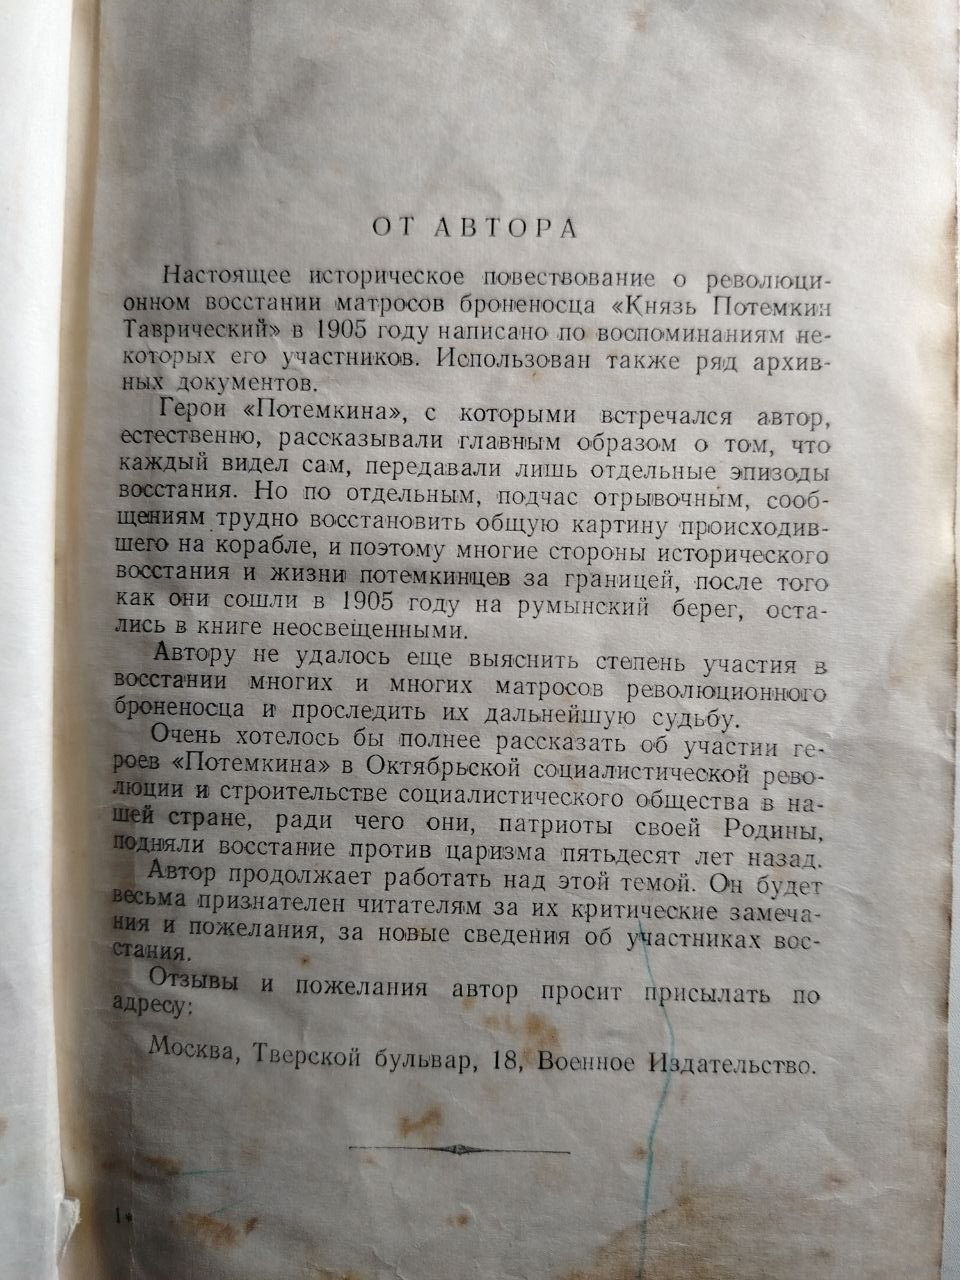 ОТ АВТОРА
Настоящее историческое повествование о революци-
онном восстании матросов броненосца «Князь Потемкин
Таврический» в 1905 году написано по воспоминаниям не-
которых его участников. Использован также ряд архив-
ных документов.
Герои «Потемкина», с которыми встречался автор,
естественно, рассказывали главным образом о том, что
каждый видел сам, передавали лишь отдельные эпизоды
восстания. Но по отдельным, подчас отрывочным, сооб-
щениям трудно восстановить общую картину происходив-
шего на корабле, и поэтому многие стороны исторического
восстания и жизни потемкинцев за границей, после того
как они сошли в 1905 году на румынский берег, оста-
лись в книге неосвещенными.
Автору не удалось еще выяснить степень участия в
восстании многих и многих матросов революционного
броненосца и проследить их дальнейшую судьбу.
Очень хотелось бы полнее рассказать об участии ге-
роев «Потемкина» в Октябрьской социалистической рево-
люции и строительстве социалистического общества в на-
шей стране, ради чего они, патриоты своей Родины,
подняли восстание против царизма пятьдесят лет назад.
Автор продолжает работать над этой темой. Он будет
весьма признателен читателям за их критические замеча-
ния и пожелания, за новые сведения об участниках вос-
стания.
Отзывы и пожелания автор просит присылать по
адресу:
Москва, Тверской бульвар, 18, Военное Издательство.
1*